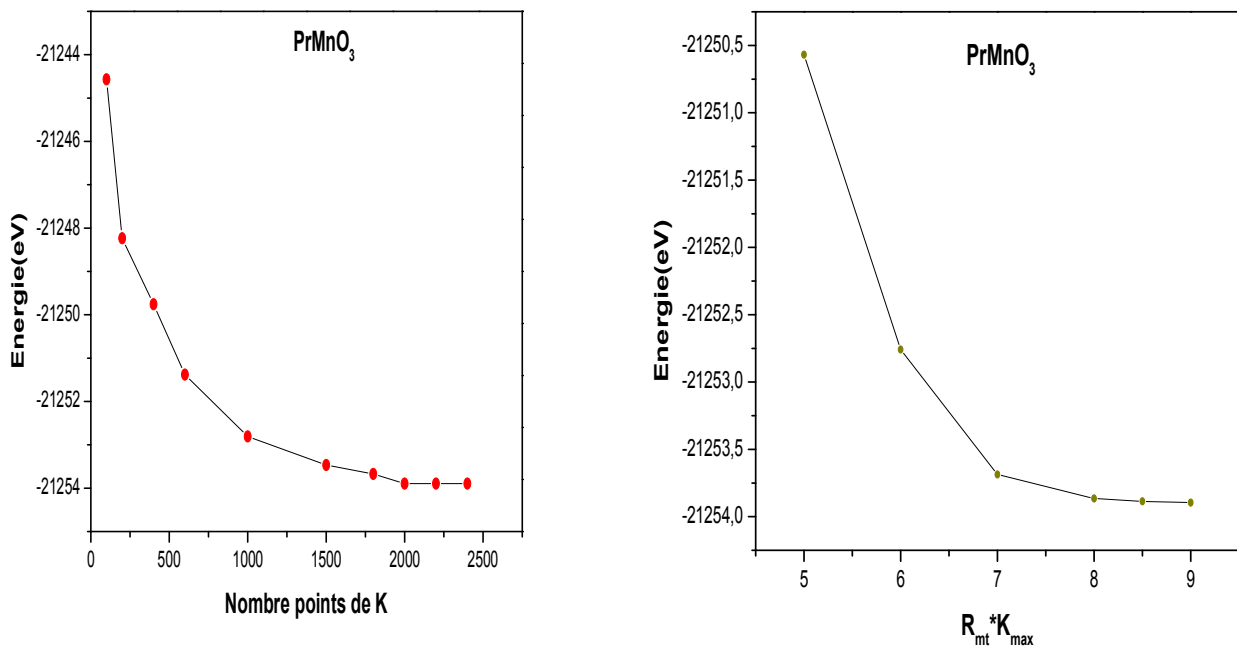 PrMnO3
Energie(eV)
-21244
-21246
-21248
-21250
-21252
-21254
0 500 1000 1500 2000 2500
Nombre points de K
PrMnO3
Energie(eV)
-21250,5
-21251,0
-21251,5
-21252,0
-21252,5
-21253,0
-21253,5
-21254,0
5 6 7 8 9
Rmt*Kmax